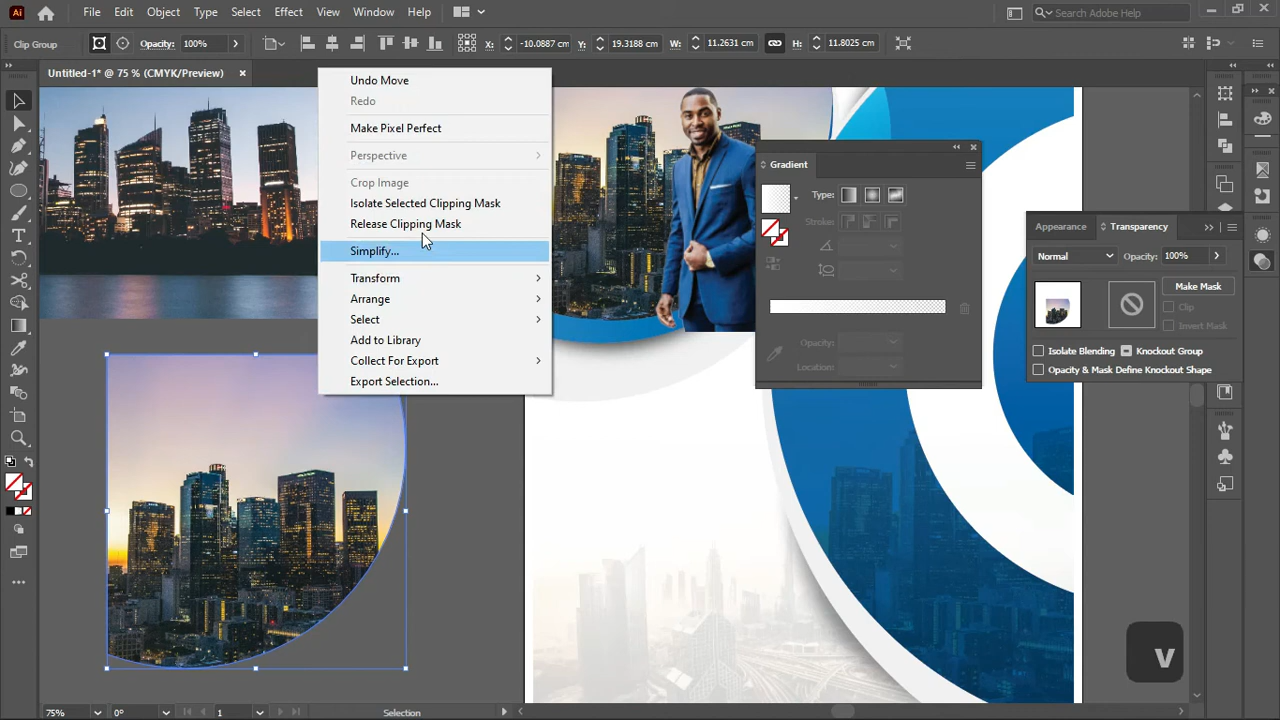 Ai File Edit Object Type Select Effect View Window Help Search Adobe Help
Clip Group Opacity: 100% X: -10.0887 cm Y: 19.3188 cm W: 11.2631 cm H: 11.8025 cm
Untitled-1* @ 75 % (CMYK/Preview)
Undo Move
Redo
Make Pixel Perfect
Perspective
Crop Image
Isolate Selected Clipping Mask
Release Clipping Mask
Simplify...
Transform
Arrange
Select
Add to Library
Collect For Export
Export Selection...
Gradient
Type:
Stroke:
Opacity:
Location:
Appearance Transparency
Normal Opacity: 100%
Make Mask
Clip
Invert Mask
Isolate Blending Knockout Group
Opacity & Mask Define Knockout Shape
v
75% 0° 1 Selection